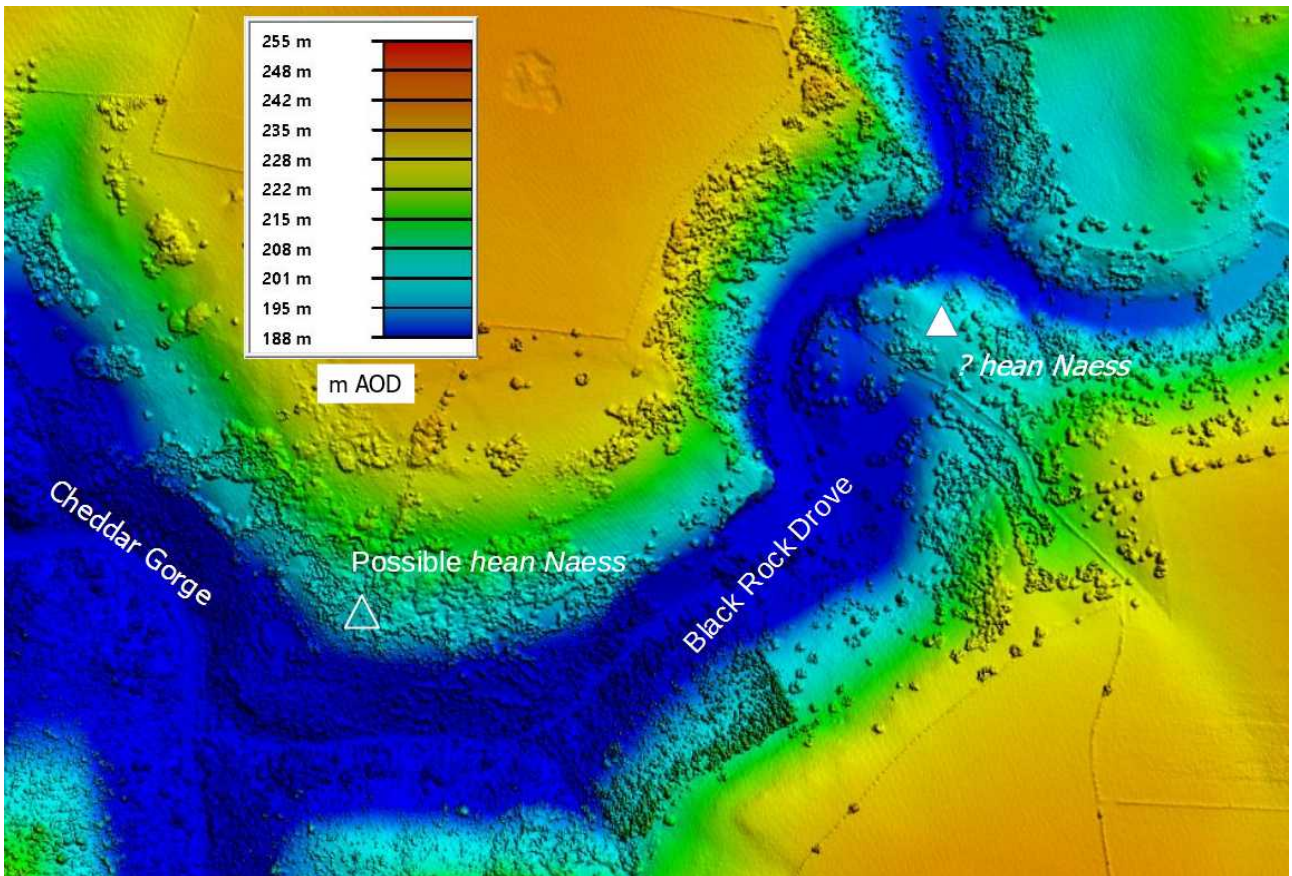 255 m
248 m
242 m
235 m
228 m
222 m
215 m
208 m
201 m
195 m
188 m
m AOD
? hean Naess
Cheddar Gorge
Possible hean Naess
Black Rock Drove